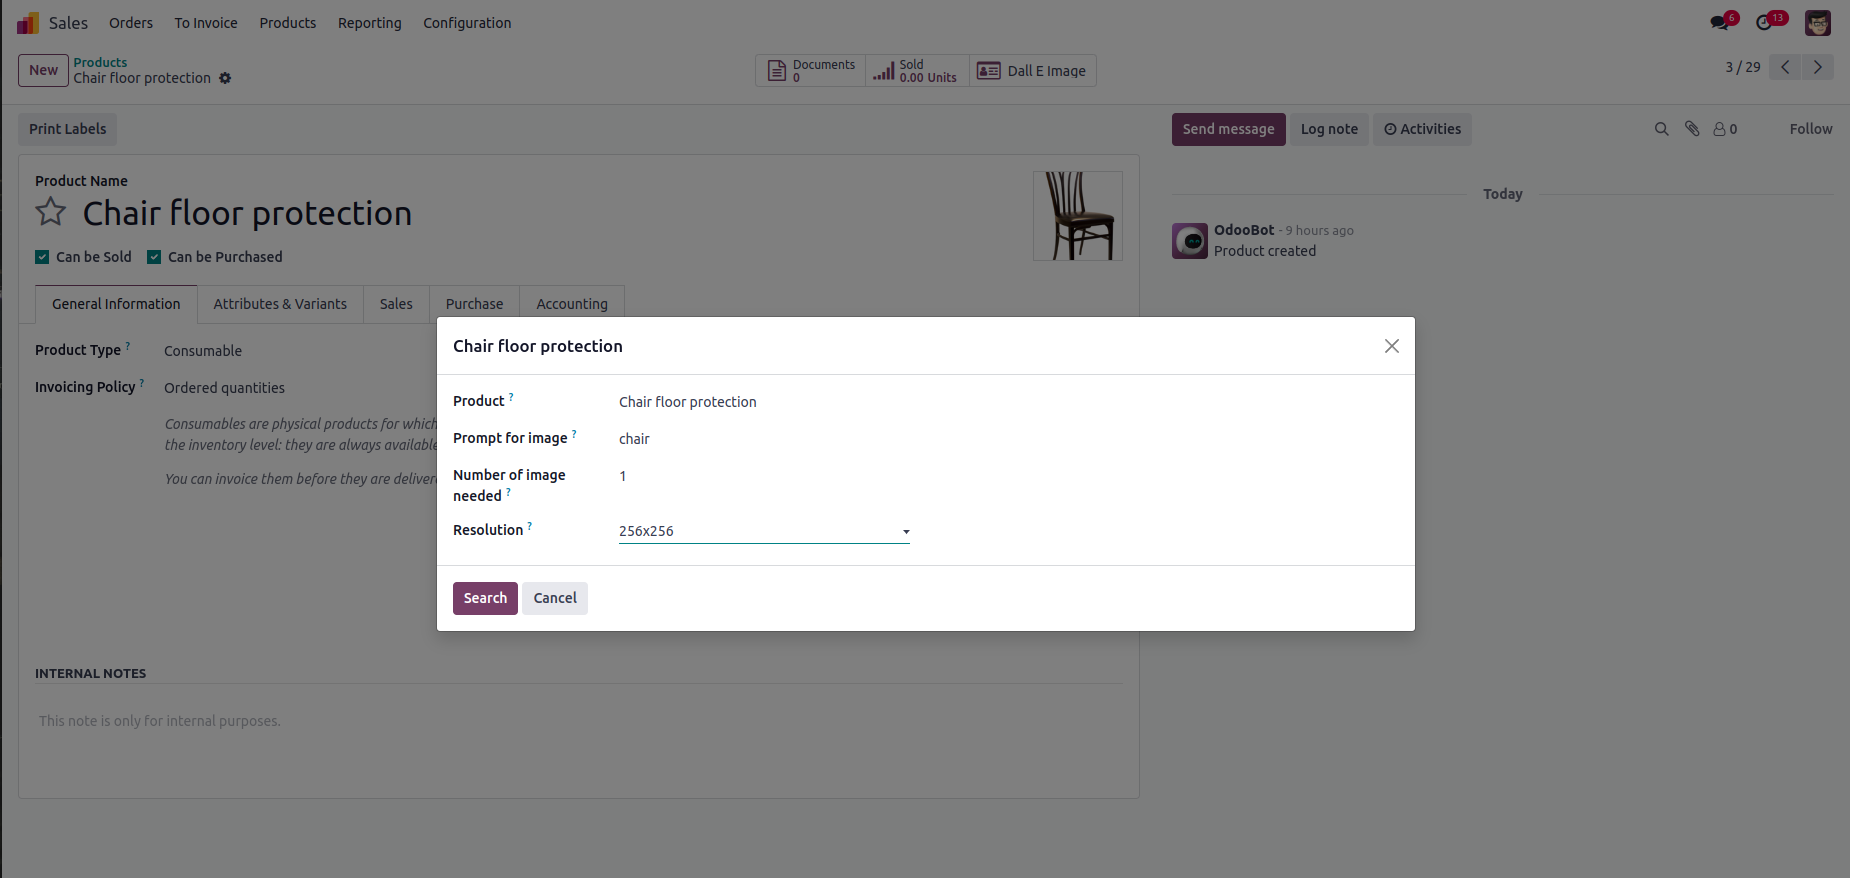 Sales Orders To Invoice Products Reporting Configuration 6 13
New Products
Chair floor protection
Documents
0
Sold
0.00 Units
Dall E Image
3 / 29
Print Labels
Send message Log note Activities 0 Follow
Product Name
Chair floor protection
Can be Sold Can be Purchased
General Information Attributes & Variants Sales Purchase Accounting
Product Type ? Consumable
Invoicing Policy ? Ordered quantities
Consumables are physical products for which
the inventory level: they are always available
You can invoice them before they are
Today
OdooBot - 9 hours ago
Product created
Chair floor protection
Product ? Chair floor protection
Prompt for image ? chair
Number of image
needed ? 1
Resolution ? 256x256
Search Cancel
INTERNAL NOTES
This note is only for internal purposes.